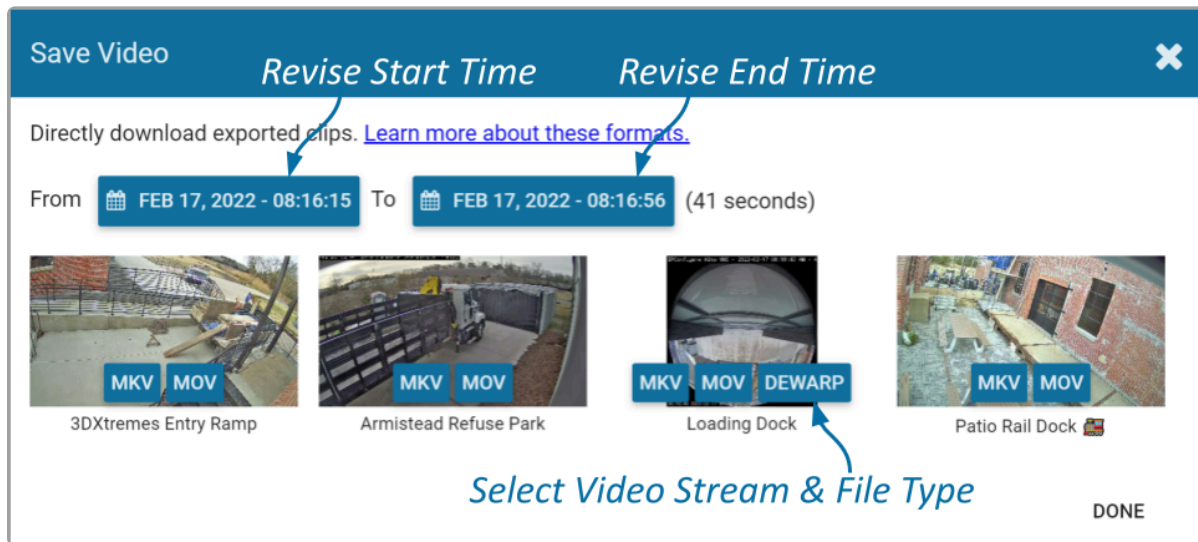 Save Video
Revise Start Time Revise End Time
Directly download exported clips. Learn more about these formats.
From FEB 17, 2022 - 08:16:15 To FEB 17, 2022 - 08:16:56 (41 seconds)
MKV MOV MKV MOV MKV MOV DEWARP MKV MOV
3DXtremes Entry Ramp Armistead Refuse Park Loading Dock Patio Rail Dock
Select Video Stream & File Type
DONE